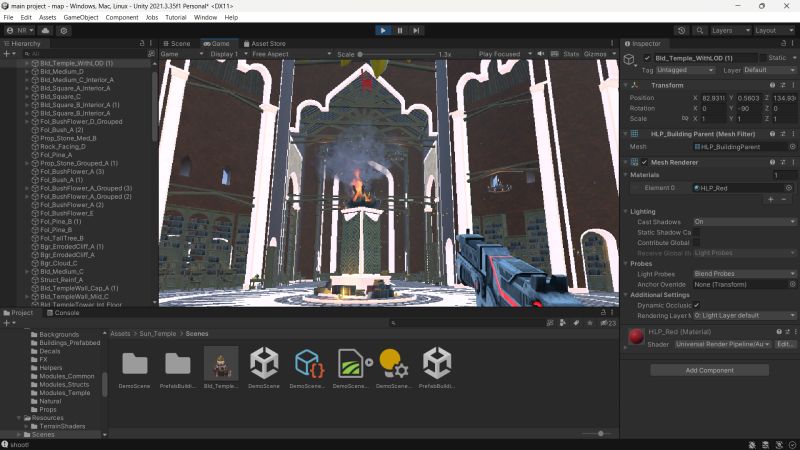 main project - map - Windows, Mac, Linux - Unity 2021.3.35f1 Personal* <DX11>
File Edit Assets GameObject Component Jobs Tutorial Window Help
NR Layers Layout
Hierarchy Scene Game Asset Store Inspector
All Game Display 1 Free Aspect Scale 1.3x Play Focused Stats Gizmos
Bld_Temple_WithLOD (1)
Bld_Medium_D
Bld_Medium_C_Interior_A
Bld_Square_A_Interior_A
Bld_Square_C
Bld_Square_B_Interior_A (1)
Bld_Square_B_Interior_A
Fol_BushFlower_D_Grouped
Fol_Bush_A (2)
Prop_Stone_Med_B
Rock_Facing_D
Fol_Pine_A
Prop_Stone_Grouped_A (1)
Fol_BushFlower_A (3)
Fol_Bush_A (1)
Fol_BushFlower_A_Grouped (3)
Fol_BushFlower_A_Grouped (2)
Fol_BushFlower_A (2)
Fol_BushFlower_E
Fol_Pine_B (1)
Fol_Pine_B
Fol_TallTree_B
Bgr_ErrodedCliff_A (1)
Bgr_ErrodedCliff_A
Bgr_Cloud_C
Bld_Medium_C
Struct_Reinf_A
Bld_TempleWall_Cap_A (1)
Bld_TempleWall_Mid_C
Bld_TempleTower_Int_Floor
Bld_Temple_WithLOD (1) Static
Tag Untagged Layer Default
Transform
Position X 82.9311 Y 0.5603 Z 134.936
Rotation X 0 Y -90 Z 0
Scale X 1 Y 1 Z 1
HLP_Building Parent (Mesh Filter)
Mesh HLP_BuildingParent
Mesh Renderer
Materials 1
Element 0 HLP_Red
Lighting
Cast Shadows On
Static Shadow Ca
Contribute Global
Receive Global Il Light Probes
Probes
Light Probes Blend Probes
Anchor Override None (Transform)
Additional Settings
Dynamic Occlusic
Rendering Layer M 0: Light Layer default
HLP_Red (Material)
Shader Universal Render Pipeline/Au Edit...
Add Component
Project Console
23
Backgrounds
Buildings_Prefabbed
Decals
FX
Helpers
Modules_Common
Modules_Structs
Modules_Temple
Natural
Props
Resources
TerrainShaders
Scenes
Assets > Sun_Temple > Scenes
DemoScene PrefabBuildi... Bld_Temple... DemoScene DemoScene... DemoScene... DemoScene... PrefabBuildi...
shoot!